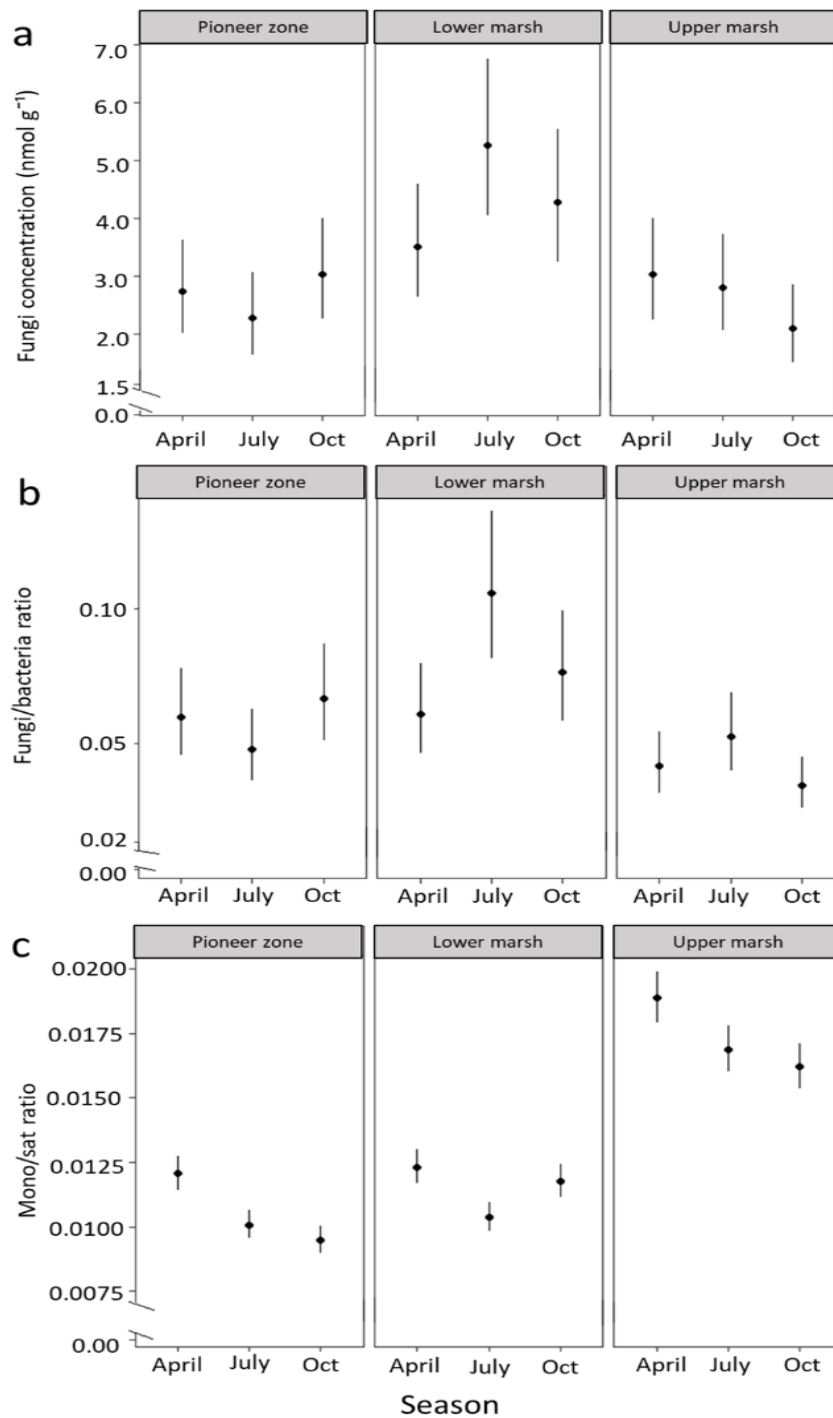 a
Pioneer zone Lower marsh Upper marsh
Fungi concentration (nmol g⁻¹)
7.0
6.0
5.0
4.0
3.0
2.0
1.5
0.0
April July Oct April July Oct April July Oct
b
Pioneer zone Lower marsh Upper marsh
Fungi/bacteria ratio
0.10
0.05
0.02
0.00
April July Oct April July Oct April July Oct
c
Pioneer zone Lower marsh Upper marsh
Mono/sat ratio
0.0200
0.0175
0.0150
0.0125
0.0100
0.0075
0.00
April July Oct April July Oct April July Oct
Season